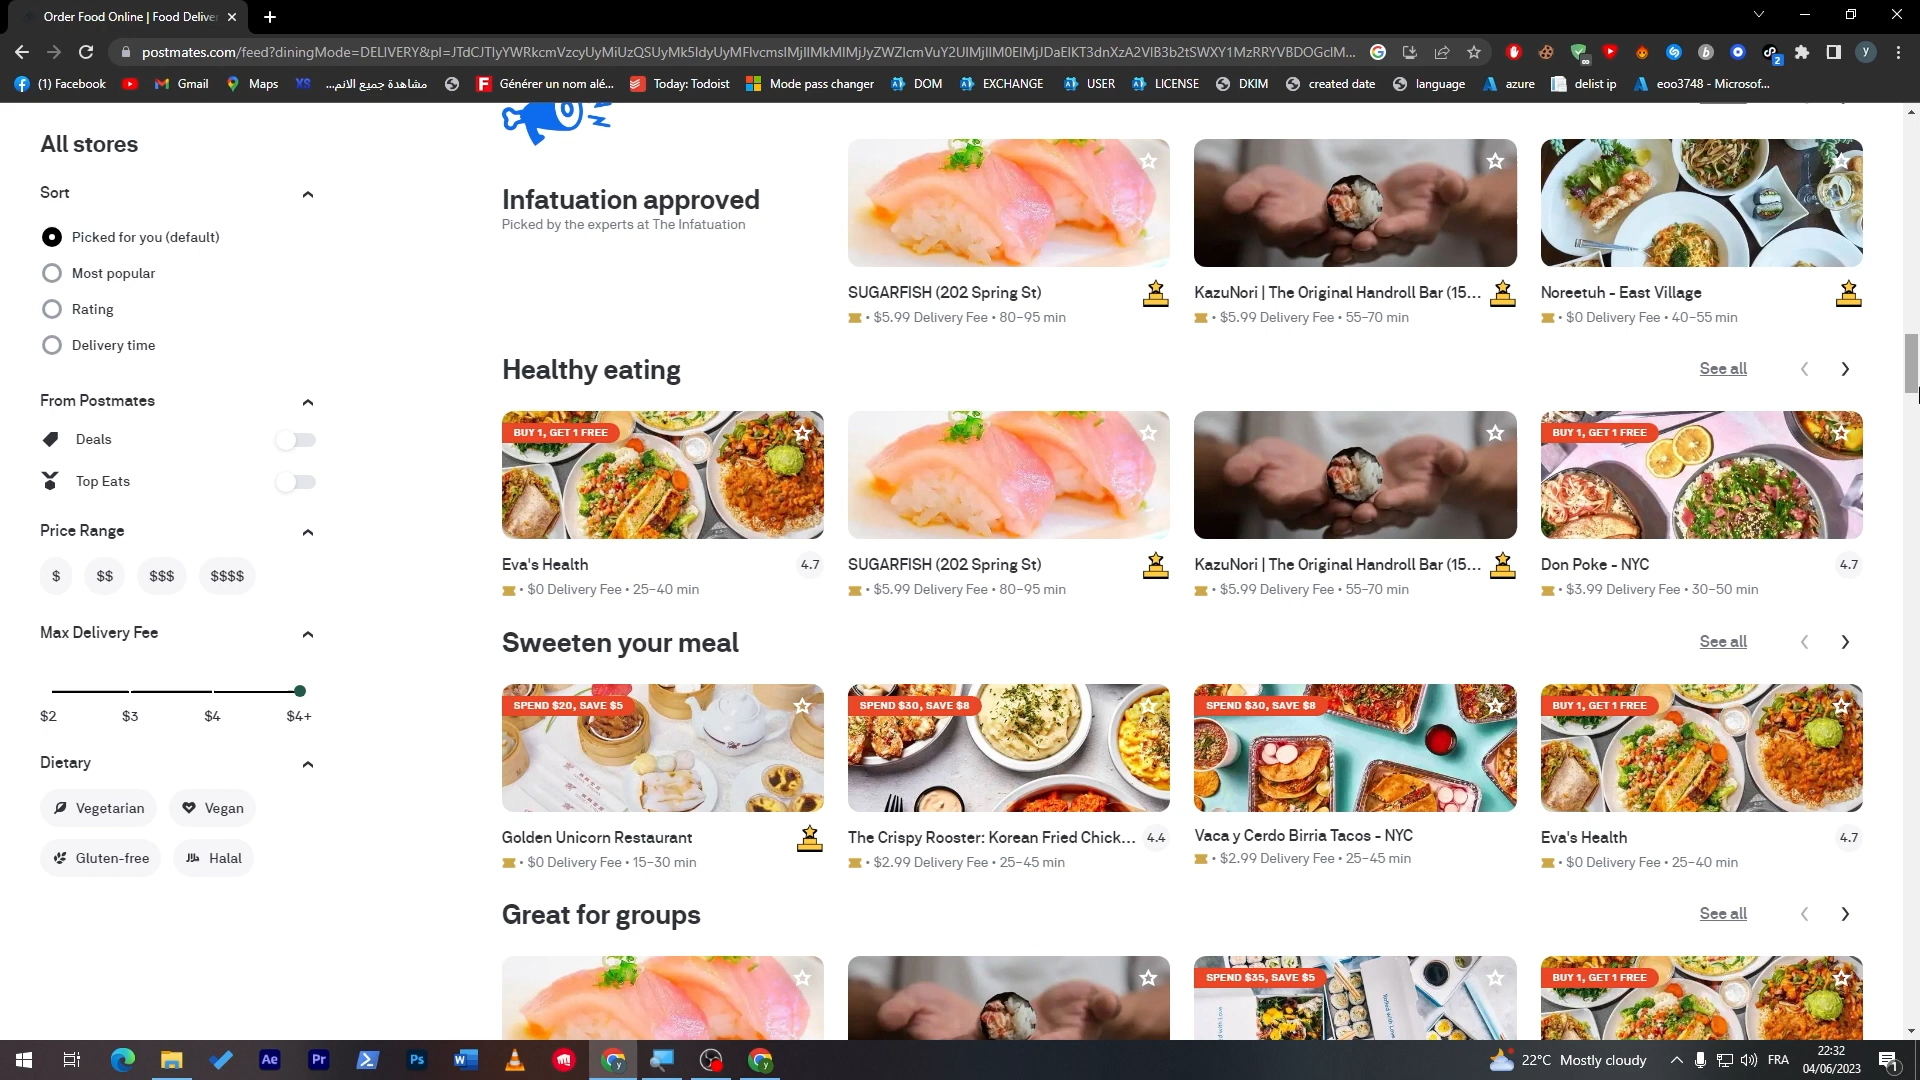 Order Food Online | Food Deliver
postmates.com/feed?diningMode=DELIVERY&pl=JTdCJTIyYWRkcmVzcyUyMiUzQSUyMk5ldyUyMFlvcmsIMjIlMkMlMjJyZWZlcmVuY2UlMjIlM0ElMjJDaElKT3dnXzA2VlB3b2tSWXY1MzRRYVBDOGclM...
(1) Facebook
Gmail
Maps
مشاهدة جميع الانم...
Générer un nom alé...
Today: Todoist
Mode pass changer
DOM
EXCHANGE
USER
LICENSE
DKIM
created date
language
azure
delist ip
eoo3748 - Microsof...
All stores
Sort
Picked for you (default)
Most popular
Rating
Delivery time
From Postmates
Deals
Top Eats
Price Range
$ $$ $$$ $$$$
Max Delivery Fee
$2 $3 $4 $4+
Dietary
Vegetarian Vegan
Gluten-free Halal
Infatuation approved
Picked by the experts at The Infatuation
SUGARFISH (202 Spring St)
• $5.99 Delivery Fee • 80–95 min
KazuNori | The Original Handroll Bar (15...
• $5.99 Delivery Fee • 55–70 min
Noreetuh - East Village
• $0 Delivery Fee • 40–55 min
Healthy eating
See all
BUY 1, GET 1 FREE
Eva's Health 4.7
• $0 Delivery Fee • 25–40 min
SUGARFISH (202 Spring St)
• $5.99 Delivery Fee • 80–95 min
KazuNori | The Original Handroll Bar (15...
• $5.99 Delivery Fee • 55–70 min
BUY 1, GET 1 FREE
Don Poke - NYC 4.7
• $3.99 Delivery Fee • 30–50 min
Sweeten your meal
See all
SPEND $20, SAVE $5
Golden Unicorn Restaurant
• $0 Delivery Fee • 15–30 min
SPEND $30, SAVE $8
The Crispy Rooster: Korean Fried Chick... 4.4
• $2.99 Delivery Fee • 25–45 min
SPEND $30, SAVE $8
Vaca y Cerdo Birria Tacos - NYC
• $2.99 Delivery Fee • 25–45 min
BUY 1, GET 1 FREE
Eva's Health 4.7
• $0 Delivery Fee • 25–40 min
Great for groups
See all
SPEND $35, SAVE $5
BUY 1, GET 1 FREE
22°C Mostly cloudy
FRA
22:32
04/06/2023